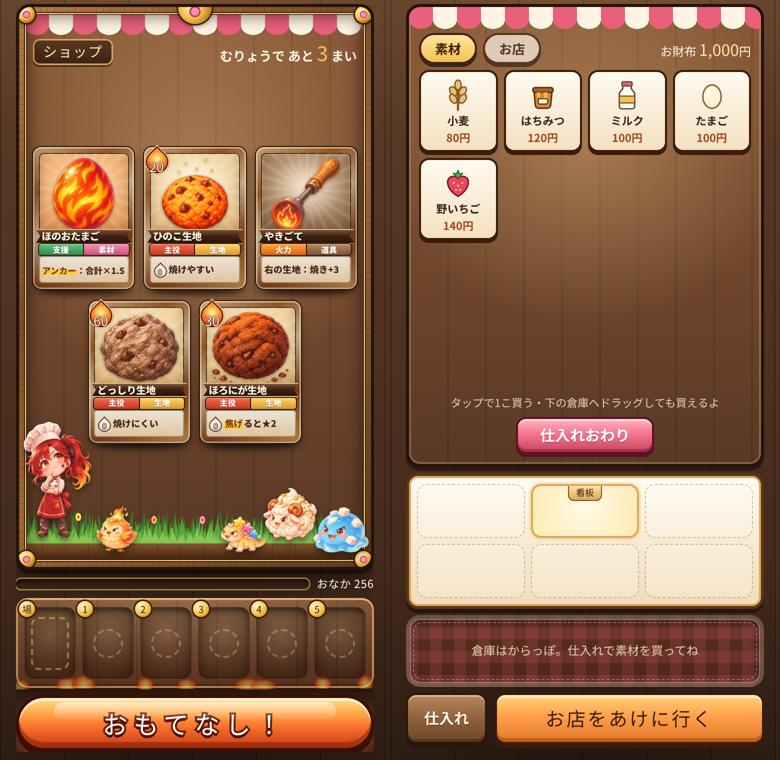 ショップ
むりょうで あと 3 まい
ほのおたまご
支援 素材
アンカー：合計×1.5
20
ひのこ生地
主役 生地
焼けやすい
やきごて
火力 道具
右の生地：焼き+3
60
どっしり生地
主役 生地
焼けにくい
30
ほろにが生地
主役 生地
焦げると★2
おなか 256
場 1 2 3 4 5
おもてなし！
素材 お店
お財布 1,000円
小麦
80円
はちみつ
120円
ミルク
100円
たまご
100円
野いちご
140円
タップで1こ買う・下の倉庫へドラッグしても買えるよ
仕入れおわり
看板
倉庫はからっぽ。仕入れで素材を買ってね
仕入れ
お店をあけに行く